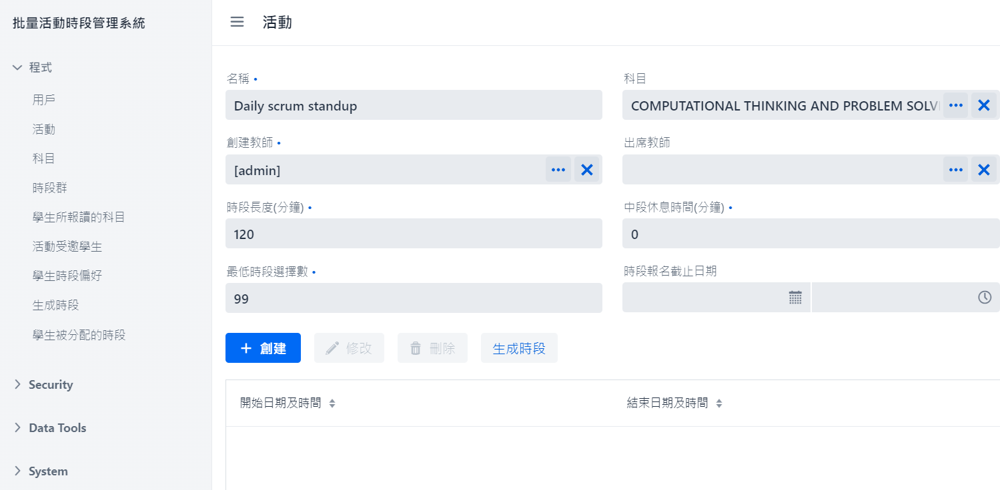 批量活動時段管理系統
程式
用戶
活動
科目
時段群
學生所報讀的科目
活動受邀學生
學生時段偏好
生成時段
學生被分配的時段
Security
Data Tools
System
活動
名稱 •
Daily scrum standup
科目
COMPUTATIONAL THINKING AND PROBLEM SOLV
創建教師 •
[admin]
出席教師
時段長度(分鐘) •
120
中段休息時間(分鐘) •
0
最低時段選擇數 •
99
時段報名截止日期
創建
修改
刪除
生成時段
開始日期及時間
結束日期及時間